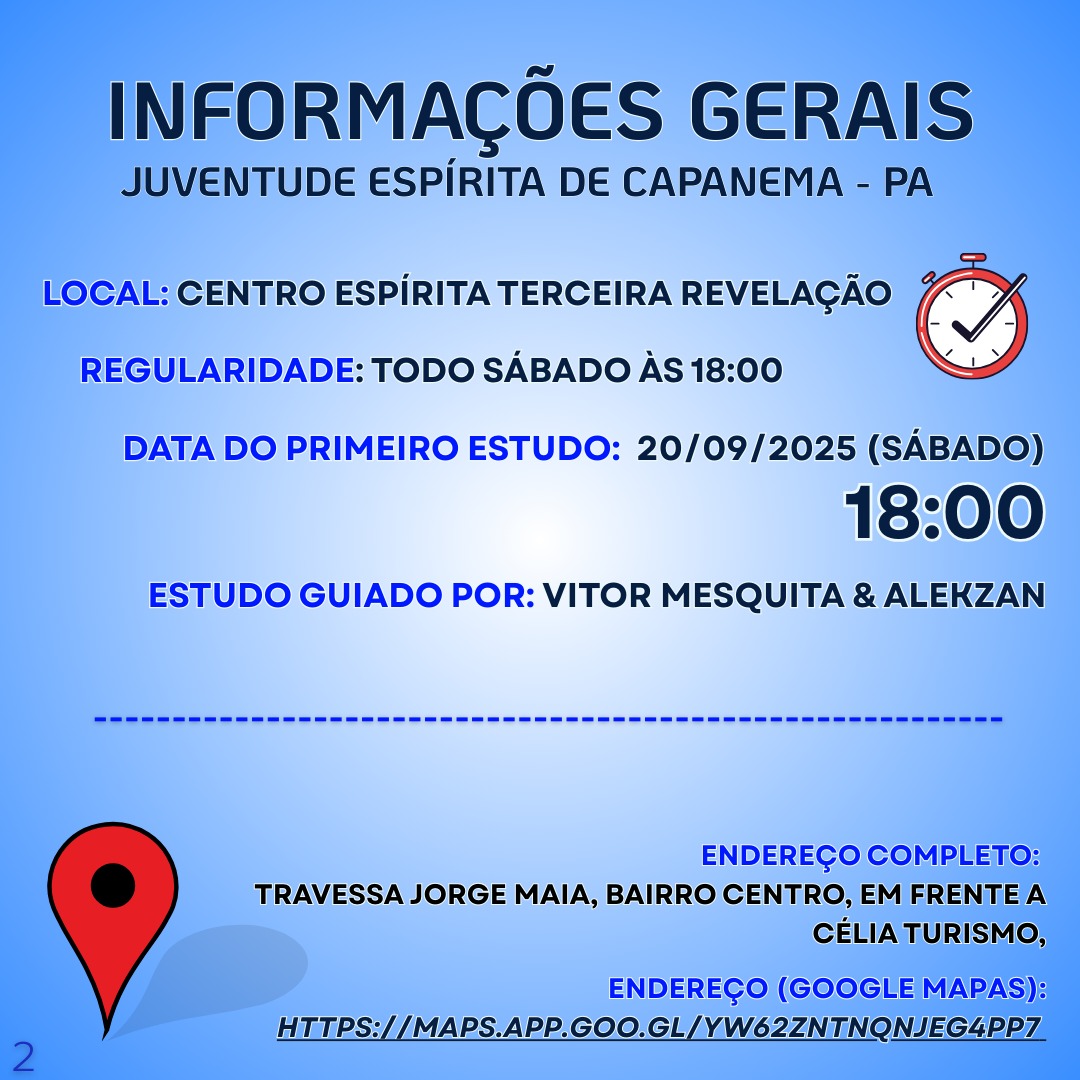 INFORMAÇÕES GERAIS
JUVENTUDE ESPÍRITA DE CAPANEMA - PA
LOCAL: CENTRO ESPÍRITA TERCEIRA REVELAÇÃO
REGULARIDADE: TODO SÁBADO ÀS 18:00
DATA DO PRIMEIRO ESTUDO: 20/09/2025 (SÁBADO)
18:00
ESTUDO GUIADO POR: VITOR MESQUITA & ALEKZAN
ENDEREÇO COMPLETO:
TRAVESSA JORGE MAIA, BAIRRO CENTRO, EM FRENTE A
CÉLIA TURISMO,
ENDEREÇO (GOOGLE MAPAS):
HTTPS://MAPS.APP.GOO.GL/YW62ZNTNQNJEG4PP7
2